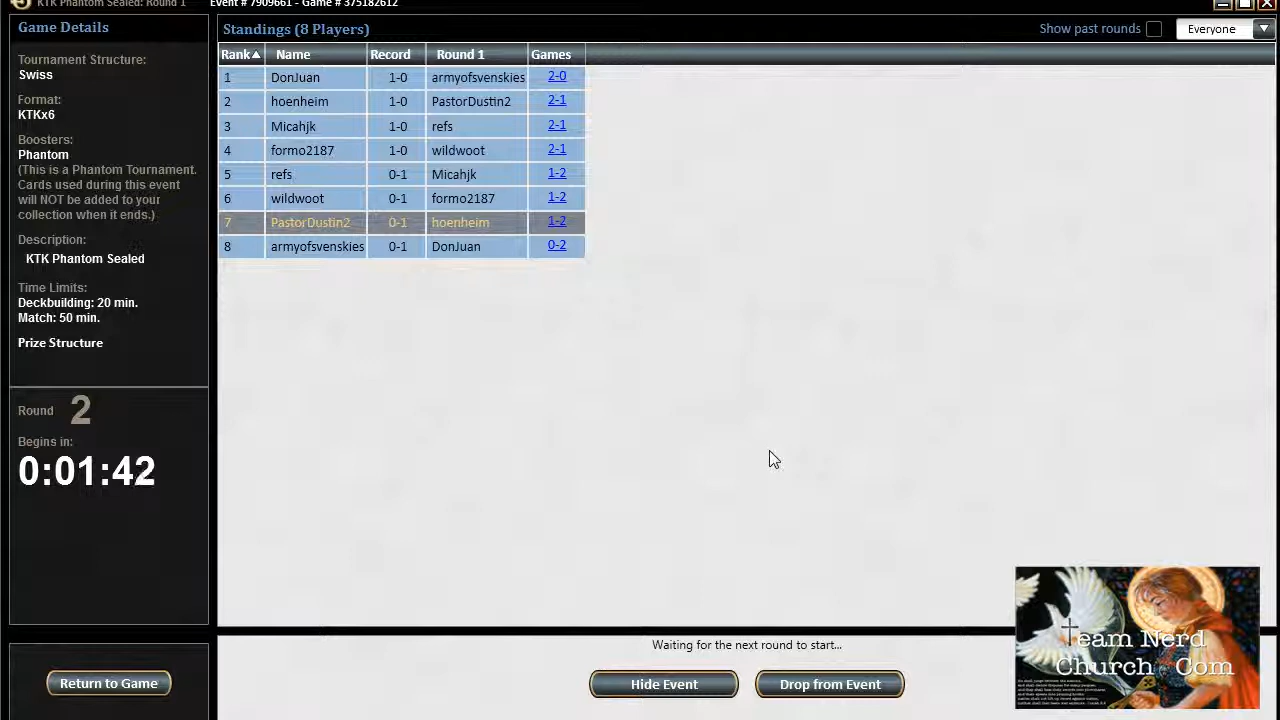 KTK Phantom Sealed: Round 1
Event # 7909661 - Game # 375182612
Game Details
Tournament Structure:
Swiss
Format:
KTKx6
Boosters:
Phantom
(This is a Phantom Tournament.
Cards used during this event
will NOT be added to your
collection when it ends.)
Description:
KTK Phantom Sealed
Time Limits:
Deckbuilding: 20 min.
Match: 50 min.
Prize Structure
Round 2
Begins in:
0:01:42
Return to Game
Standings (8 Players)
Show past rounds
Everyone
Rank Name Record Round 1 Games
1 DonJuan 1-0 armyofsvenskies 2-0
2 hoenheim 1-0 PastorDustin2 2-1
3 Micahjk 1-0 refs 2-1
4 formo2187 1-0 wildwoot 2-1
5 refs 0-1 Micahjk 1-2
6 wildwoot 0-1 formo2187 1-2
7 PastorDustin2 0-1 hoenheim 1-2
8 armyofsvenskies 0-1 DonJuan 0-2
Waiting for the next round to start...
Hide Event
Drop from Event
Team Nerd
Church . Com